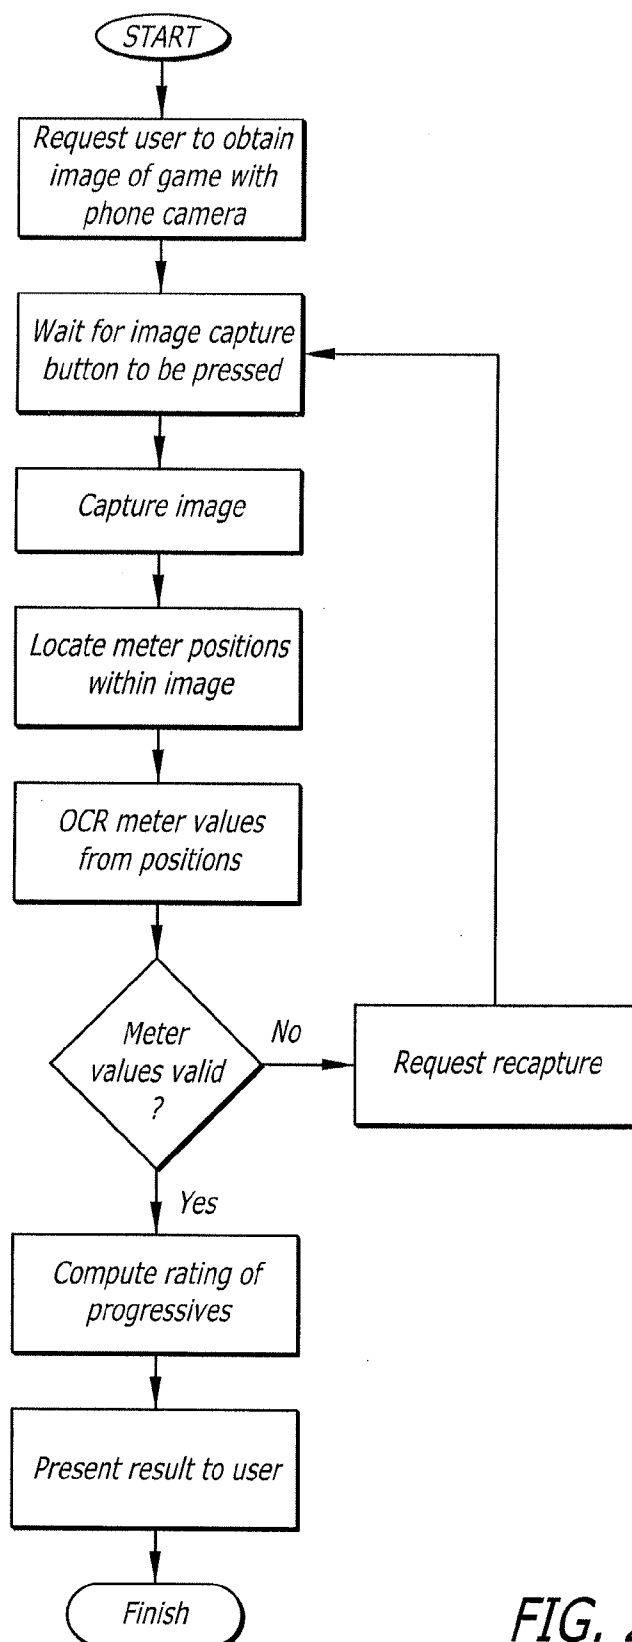 START
Request user to obtain
image of game with
phone camera
Wait for image capture
button to be pressed
Capture image
Locate meter positions
within image
OCR meter values
from positions
Meter
values valid
?
No
Request recapture
Yes
Compute rating of
progressives
Present result to user
Finish
FIG.